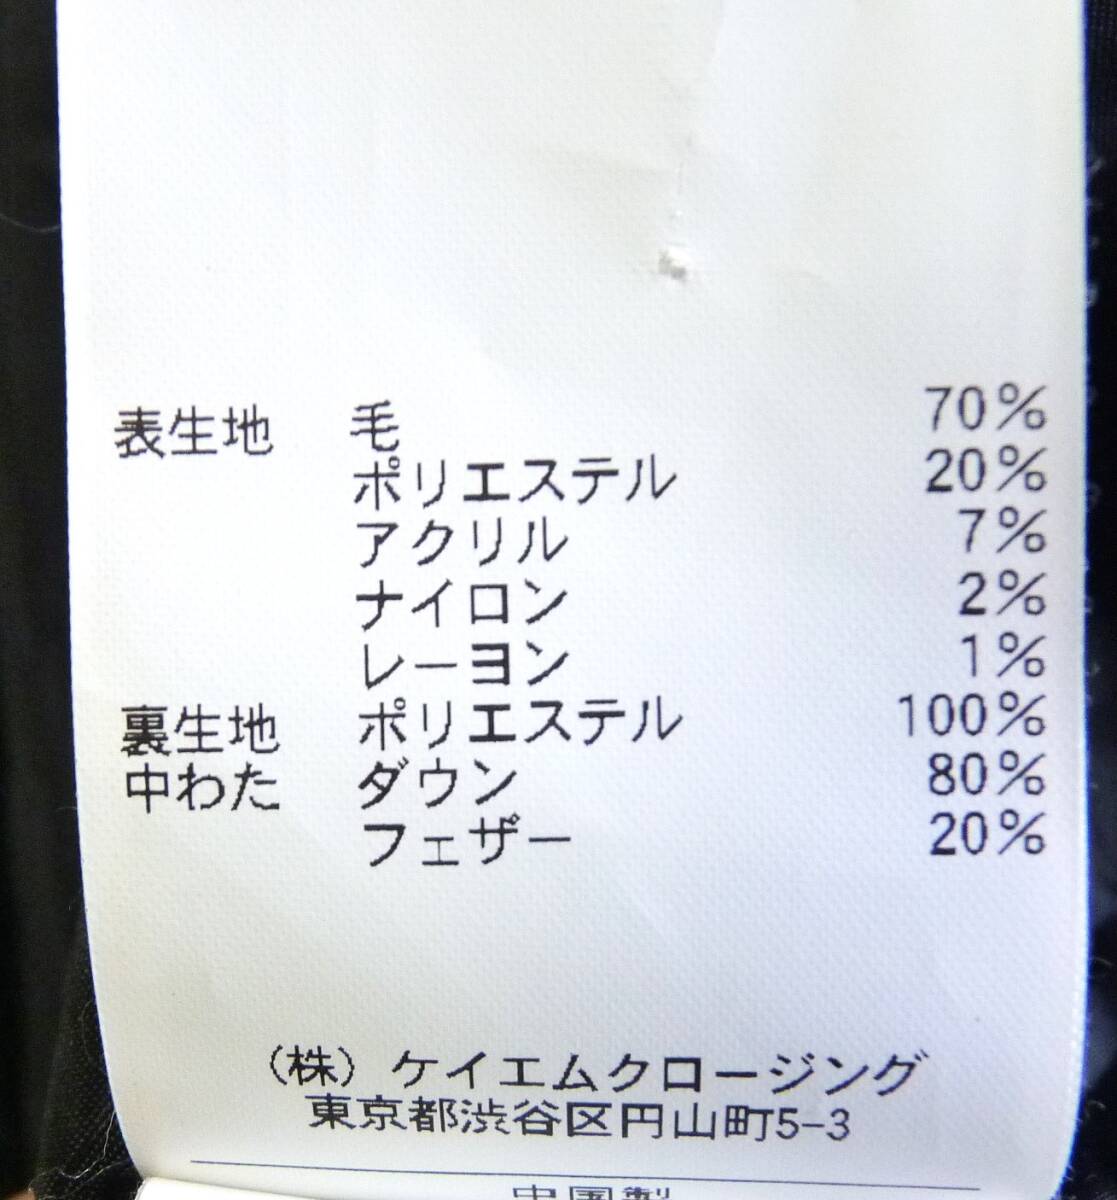 表生地 毛 70%
ポリエステル 20%
アクリル 7%
ナイロン 2%
レーヨン 1%
裏生地 ポリエステル 100%
中わた ダウン 80%
フェザー 20%
(株) ケイエムクロージング
東京都渋谷区円山町5-3
中国製